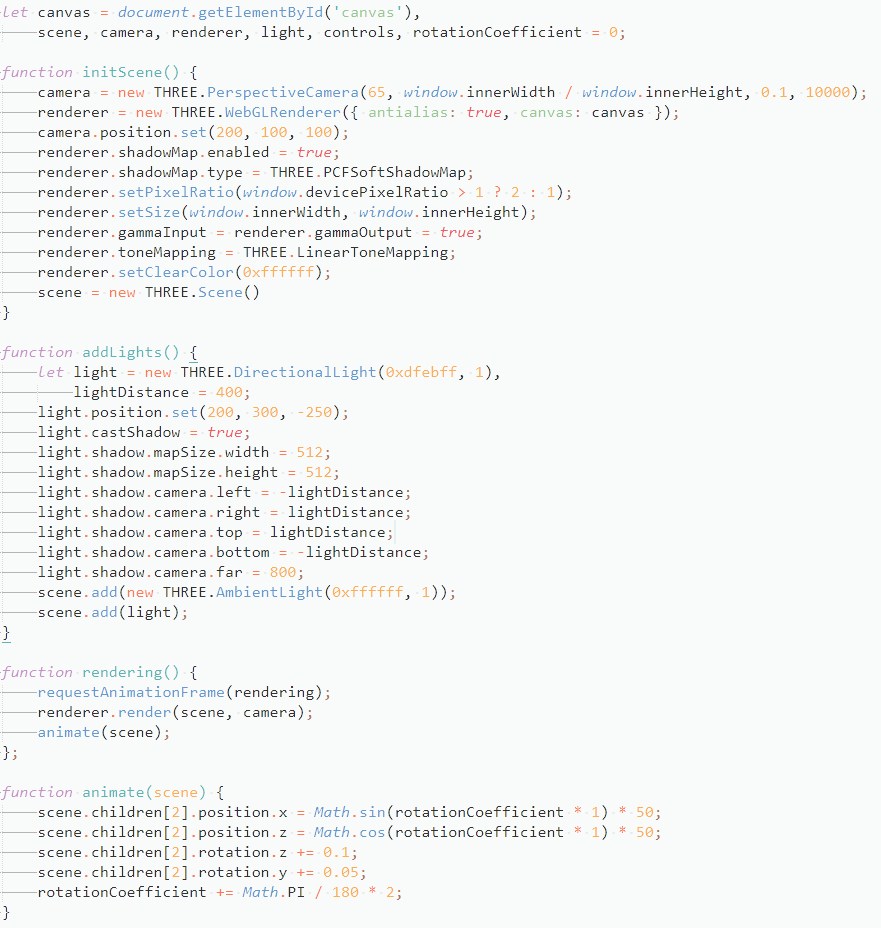 let canvas = document.getElementById('canvas'),
    scene, camera, renderer, light, controls, rotationCoefficient = 0;

function initScene() {
    camera = new THREE.PerspectiveCamera(65, window.innerWidth / window.innerHeight, 0.1, 10000);
    renderer = new THREE.WebGLRenderer({ antialias: true, canvas: canvas });
    camera.position.set(200, 100, 100);
    renderer.shadowMap.enabled = true;
    renderer.shadowMap.type = THREE.PCFSoftShadowMap;
    renderer.setPixelRatio(window.devicePixelRatio > 1 ? 2 : 1);
    renderer.setSize(window.innerWidth, window.innerHeight);
    renderer.gammaInput = renderer.gammaOutput = true;
    renderer.toneMapping = THREE.LinearToneMapping;
    renderer.setClearColor(0xffffff);
    scene = new THREE.Scene()
}

function addLights() {
    let light = new THREE.DirectionalLight(0xdfebff, 1),
        lightDistance = 400;
    light.position.set(200, 300, -250);
    light.castShadow = true;
    light.shadow.mapSize.width = 512;
    light.shadow.mapSize.height = 512;
    light.shadow.camera.left = -lightDistance;
    light.shadow.camera.right = lightDistance;
    light.shadow.camera.top = lightDistance;
    light.shadow.camera.bottom = -lightDistance;
    light.shadow.camera.far = 800;
    scene.add(new THREE.AmbientLight(0xffffff, 1));
    scene.add(light);
}

function rendering() {
    requestAnimationFrame(rendering);
    renderer.render(scene, camera);
    animate(scene);
};

function animate(scene) {
    scene.children[2].position.x = Math.sin(rotationCoefficient * 1) * 50;
    scene.children[2].position.z = Math.cos(rotationCoefficient * 1) * 50;
    scene.children[2].rotation.z += 0.1;
    scene.children[2].rotation.y += 0.05;
    rotationCoefficient += Math.PI / 180 * 2;
}